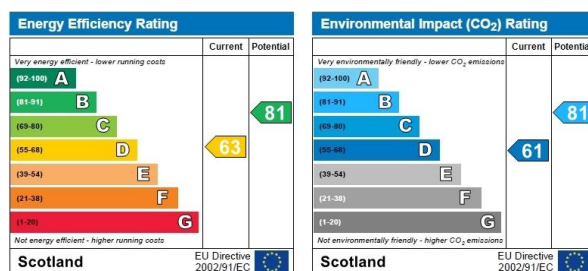 Energy Efficiency Rating
Current Potential
Very energy efficient - lower running costs
(92-100) A
(81-91) B
81
(69-80) C
(55-68) D
63
(39-54) E
(21-38) F
(1-20) G
Not energy efficient - higher running costs
Scotland
EU Directive
2002/91/EC
Environmental Impact (CO2) Rating
Current Potential
Very environmentally friendly - lower CO2 emissions
(92-100) A
(81-91) B
81
(69-80) C
(55-68) D
61
(39-54) E
(21-38) F
(1-20) G
Not environmentally friendly - higher CO2 emissions
Scotland
EU Directive
2002/91/EC